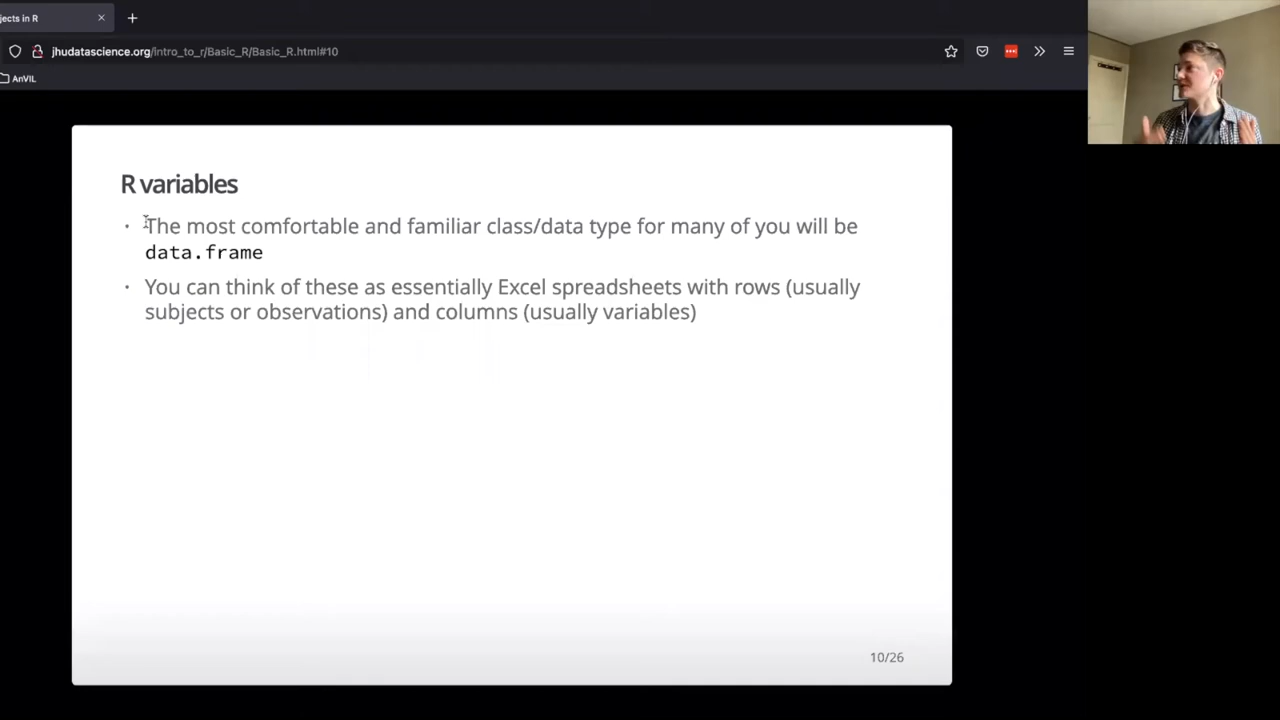 jects in R
jhudatascience.org/intro_to_r/Basic_R/Basic_R.html#10
AnVIL
R variables
· The most comfortable and familiar class/data type for many of you will be
data.frame
· You can think of these as essentially Excel spreadsheets with rows (usually
subjects or observations) and columns (usually variables)
10/26